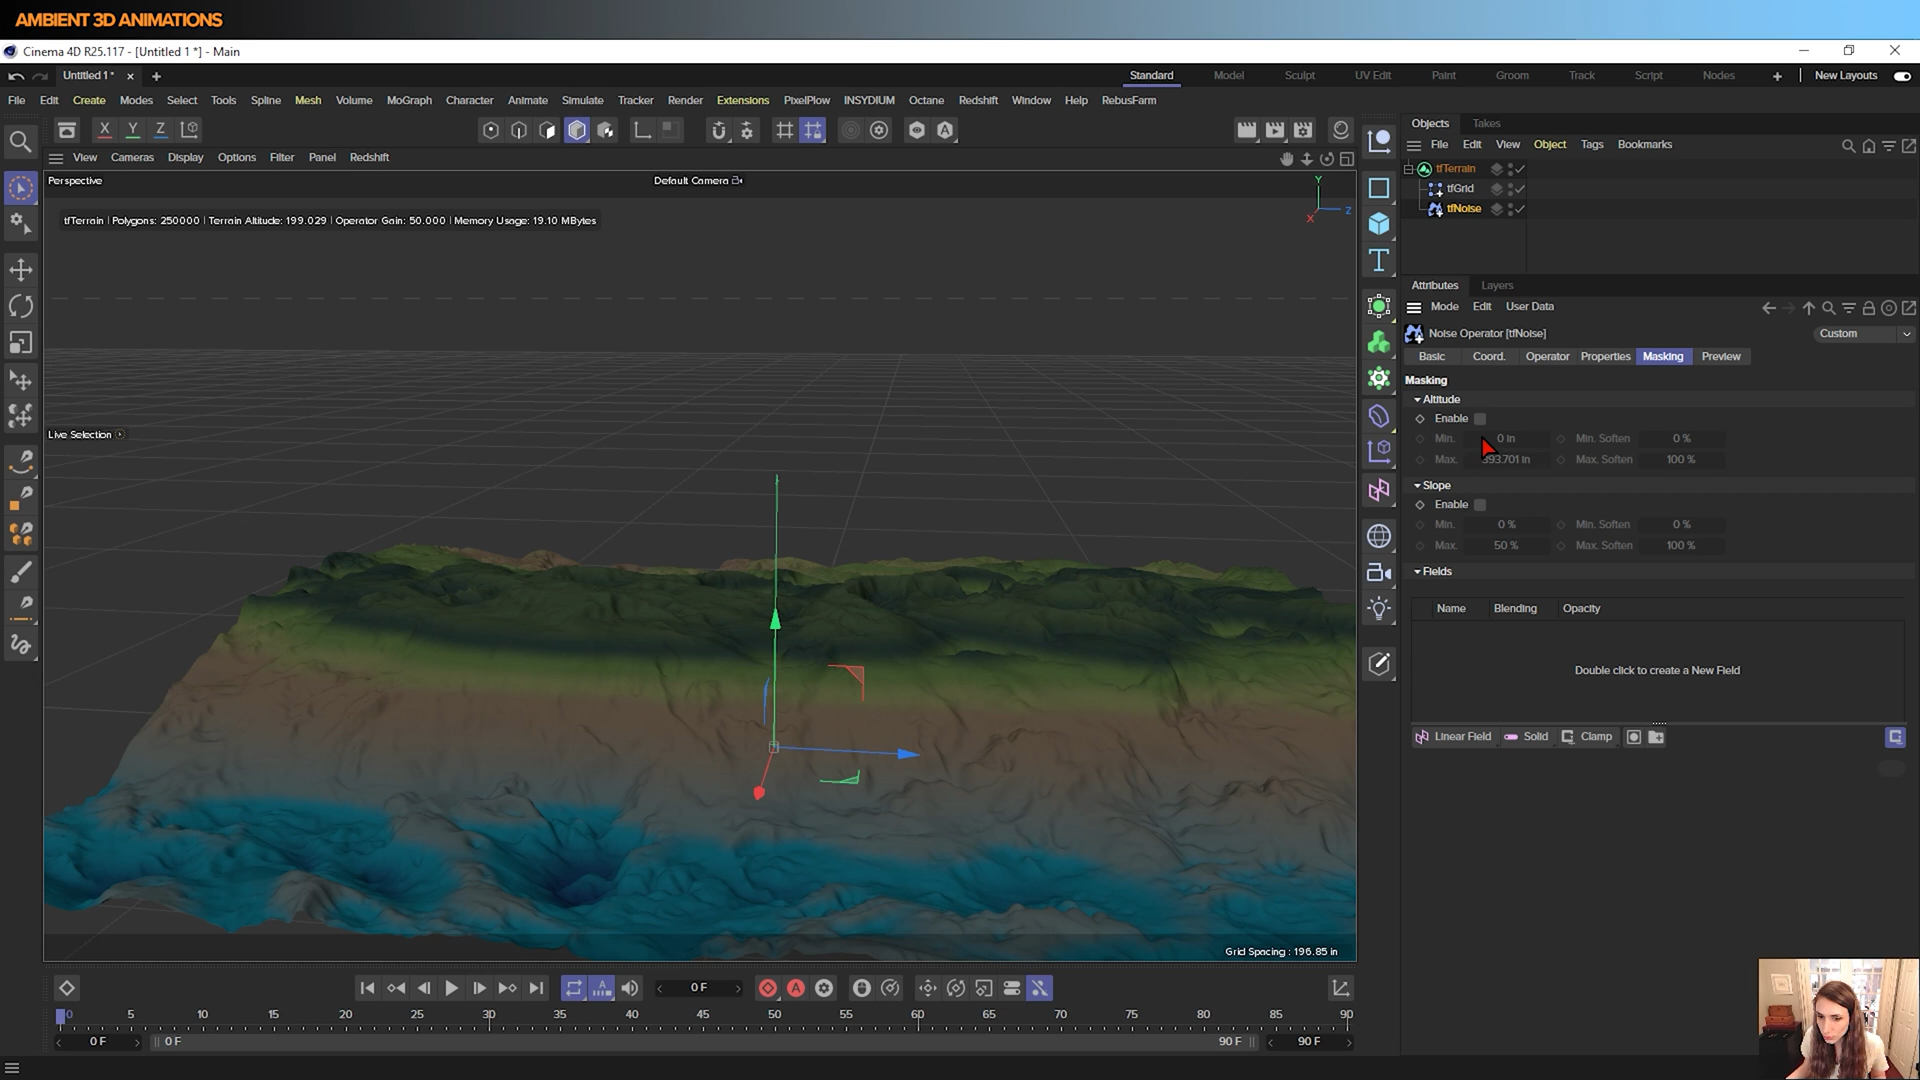 AMBIENT 3D ANIMATIONS
Cinema 4D R25.117 - [Untitled 1 *] - Main
Untitled 1 *
Standard Model Sculpt UV Edit Paint Groom Track Script Nodes New Layouts
File Edit Create Modes Select Tools Spline Mesh Volume MoGraph Character Animate Simulate Tracker Render Extensions PixelPlow INSYDIUM Octane Redshift Window Help RebusFarm
X Y Z
View Cameras Display Options Filter Panel Redshift
Perspective
Default Camera
tfTerrain | Polygons: 250000 | Terrain Altitude: 199.029 | Operator Gain: 50.000 | Memory Usage: 19.10 MBytes
Y
Z
X
Live Selection
Grid Spacing : 196.85 in
Objects Takes
File Edit View Object Tags Bookmarks
tfTerrain
tfGrid
tfNoise
Attributes Layers
Mode Edit User Data
Noise Operator [tfNoise]
Custom
Basic Coord. Operator Properties Masking Preview
Masking
Altitude
Enable
Min. 0 in Min. Soften 0 %
Max. 393.701 in Max. Soften 100 %
Slope
Enable
Min. 0 % Min. Soften 0 %
Max. 50 % Max. Soften 100 %
Fields
Name Blending Opacity
Double click to create a New Field
Linear Field Solid Clamp
0 F
0 5 10 15 20 25 30 35 40 45 50 55 60 65 70 75 80 85 90
0 F 0 F 90 F 90 F